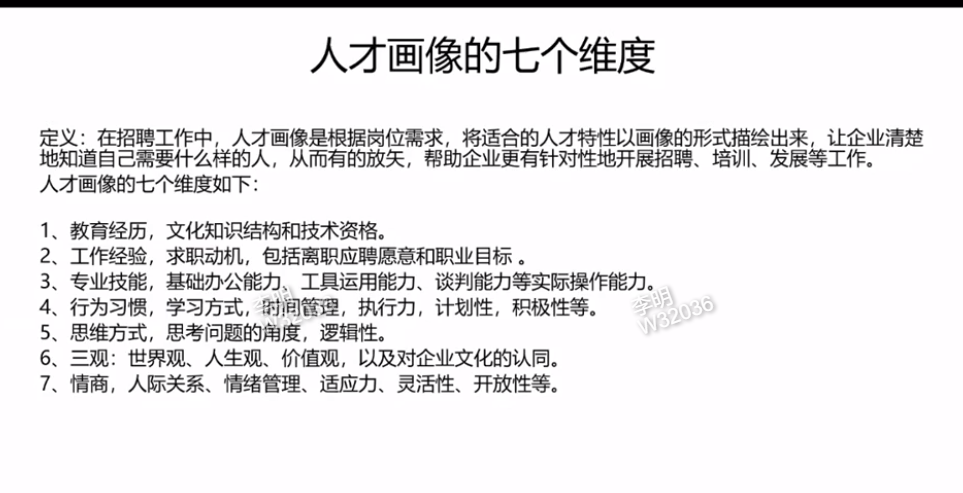 人才画像的七个维度
定义：在招聘工作中，人才画像是根据岗位需求，将适合的人才特性以画像的形式描绘出来，让企业清楚
地知道自己需要什么样的人，从而有的放矢，帮助企业更有针对性地开展招聘、培训、发展等工作。
人才画像的七个维度如下：
1、教育经历，文化知识结构和技术资格。
2、工作经验，求职动机，包括离职应聘愿意和职业目标 。
3、专业技能，基础办公能力、工具运用能力、谈判能力等实际操作能力。
4、行为习惯，学习方式，时间管理，执行力，计划性，积极性等。
5、思维方式，思考问题的角度，逻辑性。
6、三观：世界观、人生观、价值观，以及对企业文化的认同。
7、情商，人际关系、情绪管理、适应力、灵活性、开放性等。
李明
W32036
李明
W32036